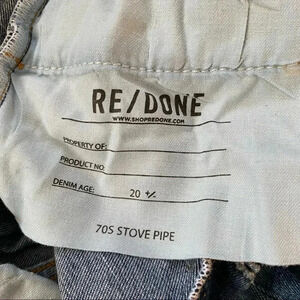 RE/DONE
WWW.SHOPREDONE.COM
PROPERTY OF:
PRODUCT NO:
DENIM AGE: 20 +/-
70S STOVE PIPE